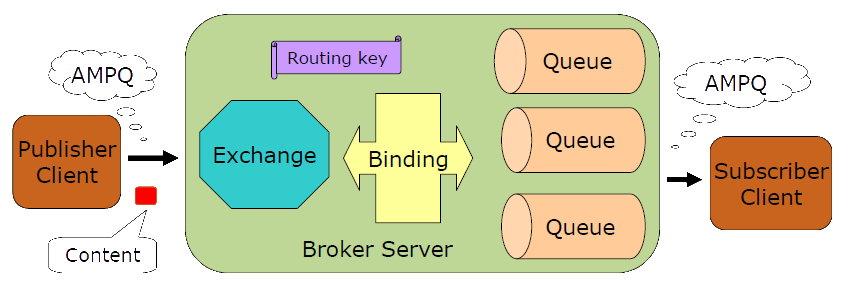 AMPQ
Publisher
Client
Content
Routing key
Exchange
Binding
Queue
Queue
Queue
Broker Server
AMPQ
Subscriber
Client